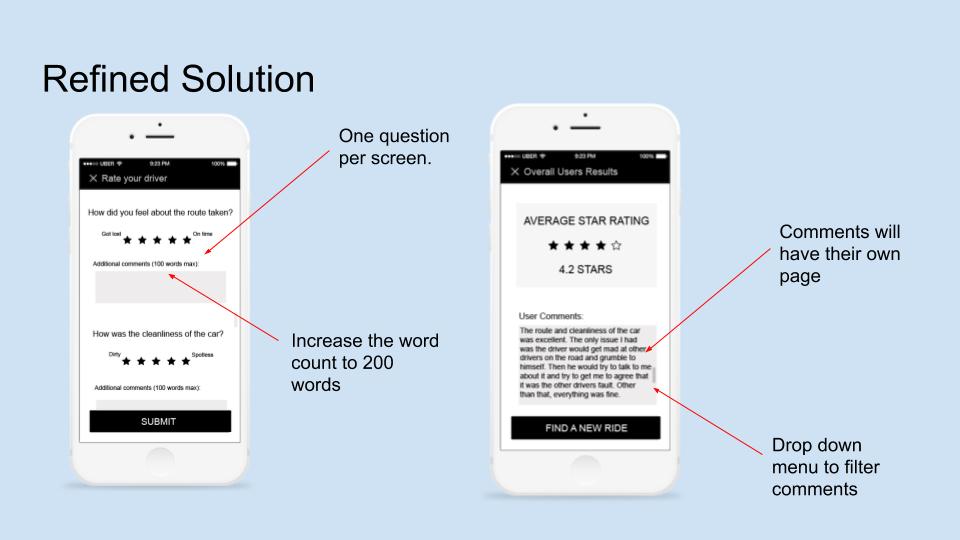 Refined Solution
One question
per screen.
UBER 9:23 PM 100%
Rate your driver
How did you feel about the route taken?
Got lost On time
Additional comments (100 words max):
How was the cleanliness of the car?
Dirty Spotless
Additional comments (100 words max):
SUBMIT
Increase the word
count to 200
words
UBER 9:23 PM 100%
Overall Users Results
AVERAGE STAR RATING
4.2 STARS
User Comments:
The route and cleanliness of the car
was excellent. The only issue I had
was the driver would get mad at other
drivers on the road and grumble to
himself. Then he would try to talk to me
about it and try to get me to agree that
it was the other drivers fault. Other
than that, everything was fine.
FIND A NEW RIDE
Comments will
have their own
page
Drop down
menu to filter
comments